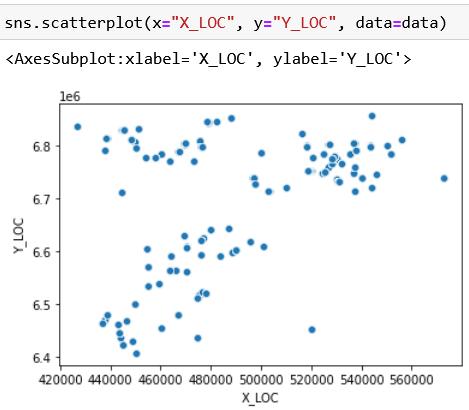 sns.scatterplot(x="X_LOC", y="Y_LOC", data=data)
<AxesSubplot:xlabel='X_LOC', ylabel='Y_LOC'>
1e6
6.8
6.7
6.6
6.5
6.4
Y_LOC
420000 440000 460000 480000 500000 520000 540000 560000
X_LOC